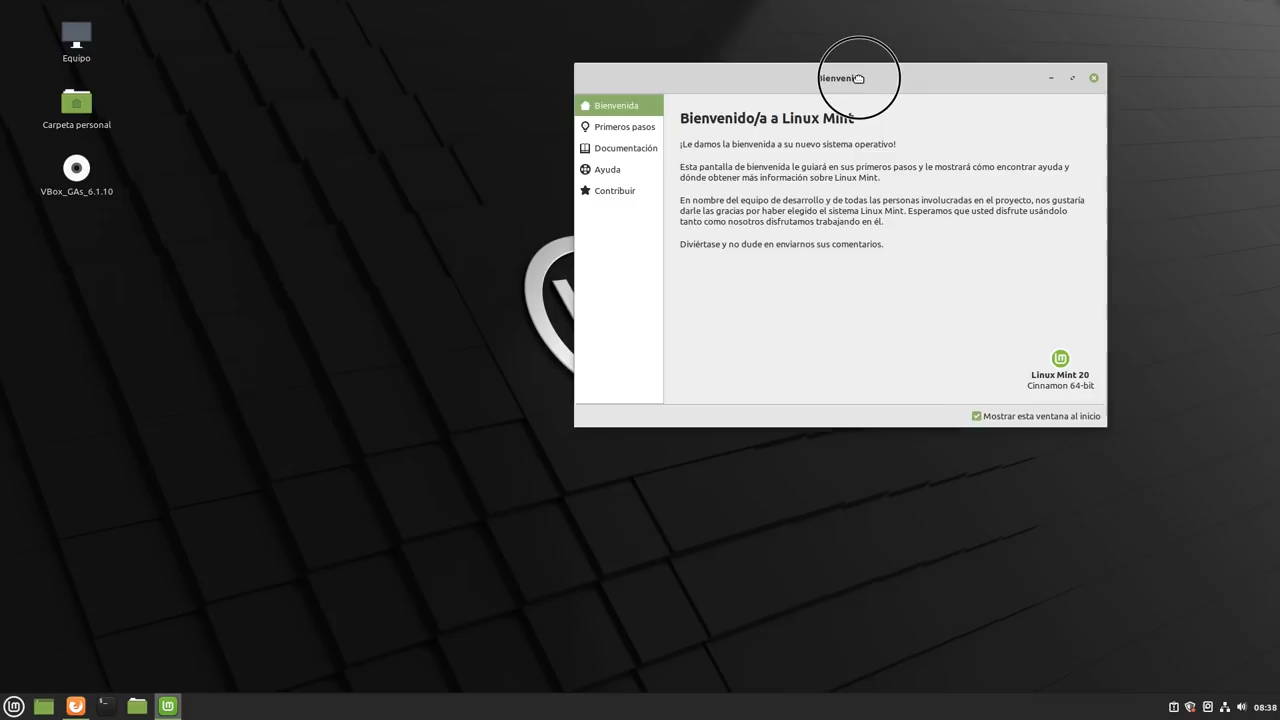 Equipo
Carpeta personal
VBox_GAs_6.1.10
Bienvenida
Primeros pasos
Documentación
Ayuda
Contribuir
Bienvenido/a a Linux Mint
¡Le damos la bienvenida a su nuevo sistema operativo!
Esta pantalla de bienvenida le guiará en sus primeros pasos y le mostrará cómo encontrar ayuda y
dónde obtener más información sobre Linux Mint.
En nombre del equipo de desarrollo y de todas las personas involucradas en el proyecto, nos gustaría
darle las gracias por haber elegido el sistema Linux Mint. Esperamos que usted disfrute usándolo
tanto como nosotros disfrutamos trabajando en él.
Diviértase y no dude en enviarnos sus comentarios.
Linux Mint 20
Cinnamon 64-bit
Mostrar esta ventana al inicio
08:38